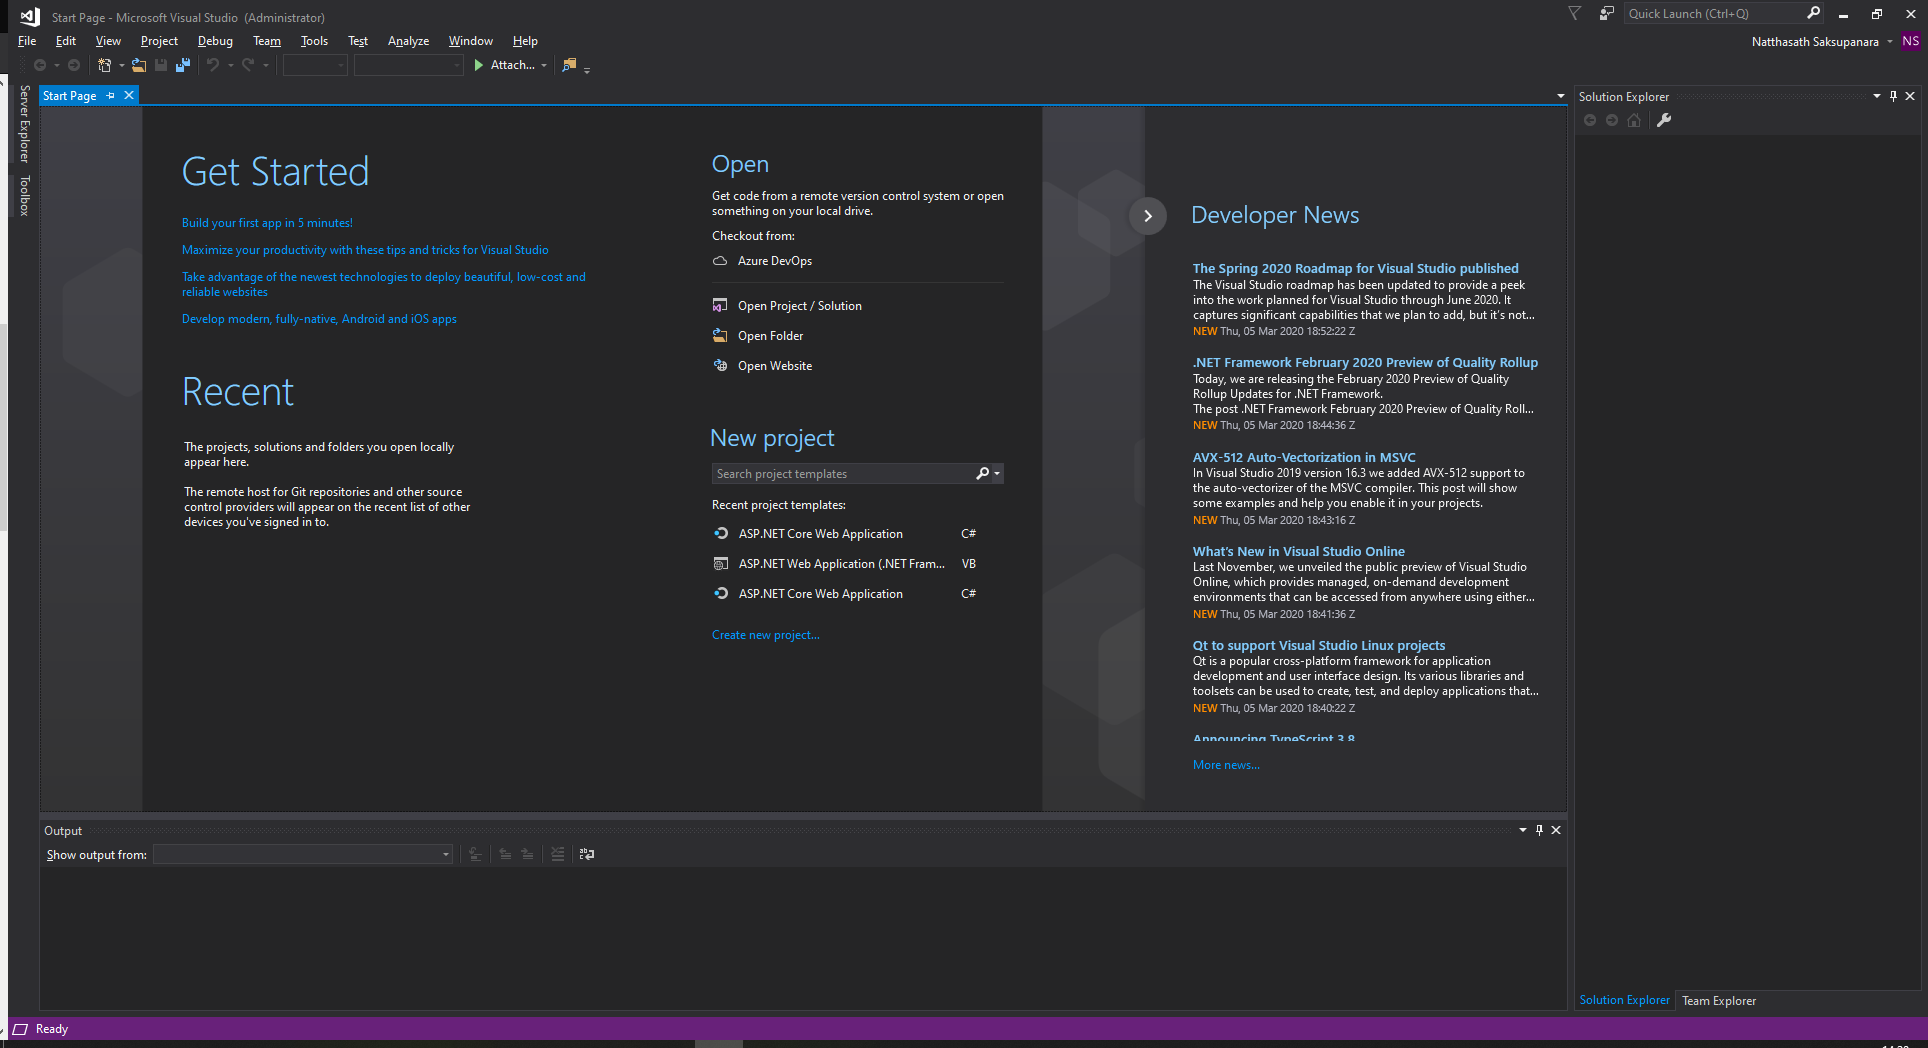 Start Page - Microsoft Visual Studio (Administrator)
Quick Launch (Ctrl+Q)
File Edit View Project Debug Team Tools Test Analyze Window Help
Natthasath Saksupanara NS
Attach...
Server Explorer
Toolbox
Start Page
Get Started
Build your first app in 5 minutes!
Maximize your productivity with these tips and tricks for Visual Studio
Take advantage of the newest technologies to deploy beautiful, low-cost and
reliable websites
Develop modern, fully-native, Android and iOS apps
Recent
The projects, solutions and folders you open locally
appear here.
The remote host for Git repositories and other source
control providers will appear on the recent list of other
devices you've signed in to.
Open
Get code from a remote version control system or open
something on your local drive.
Checkout from:
Azure DevOps
Open Project / Solution
Open Folder
Open Website
New project
Search project templates
Recent project templates:
ASP.NET Core Web Application C#
ASP.NET Web Application (.NET Fram... VB
ASP.NET Core Web Application C#
Create new project...
Developer News
The Spring 2020 Roadmap for Visual Studio published
The Visual Studio roadmap has been updated to provide a peek
into the work planned for Visual Studio through June 2020. It
captures significant capabilities that we plan to add, but it's not...
NEW Thu, 05 Mar 2020 18:52:22 Z
.NET Framework February 2020 Preview of Quality Rollup
Today, we are releasing the February 2020 Preview of Quality
Rollup Updates for .NET Framework.
The post .NET Framework February 2020 Preview of Quality Roll...
NEW Thu, 05 Mar 2020 18:44:36 Z
AVX-512 Auto-Vectorization in MSVC
In Visual Studio 2019 version 16.3 we added AVX-512 support to
the auto-vectorizer of the MSVC compiler. This post will show
some examples and help you enable it in your projects.
NEW Thu, 05 Mar 2020 18:43:16 Z
What's New in Visual Studio Online
Last November, we unveiled the public preview of Visual Studio
Online, which provides managed, on-demand development
environments that can be accessed from anywhere using either...
NEW Thu, 05 Mar 2020 18:41:36 Z
Qt to support Visual Studio Linux projects
Qt is a popular cross-platform framework for application
development and user interface design. Its various libraries and
toolsets can be used to create, test, and deploy applications that...
NEW Thu, 05 Mar 2020 18:40:22 Z
Announcing TypeScript 3.8
More news...
Solution Explorer
Output
Show output from:
Solution Explorer Team Explorer
Ready